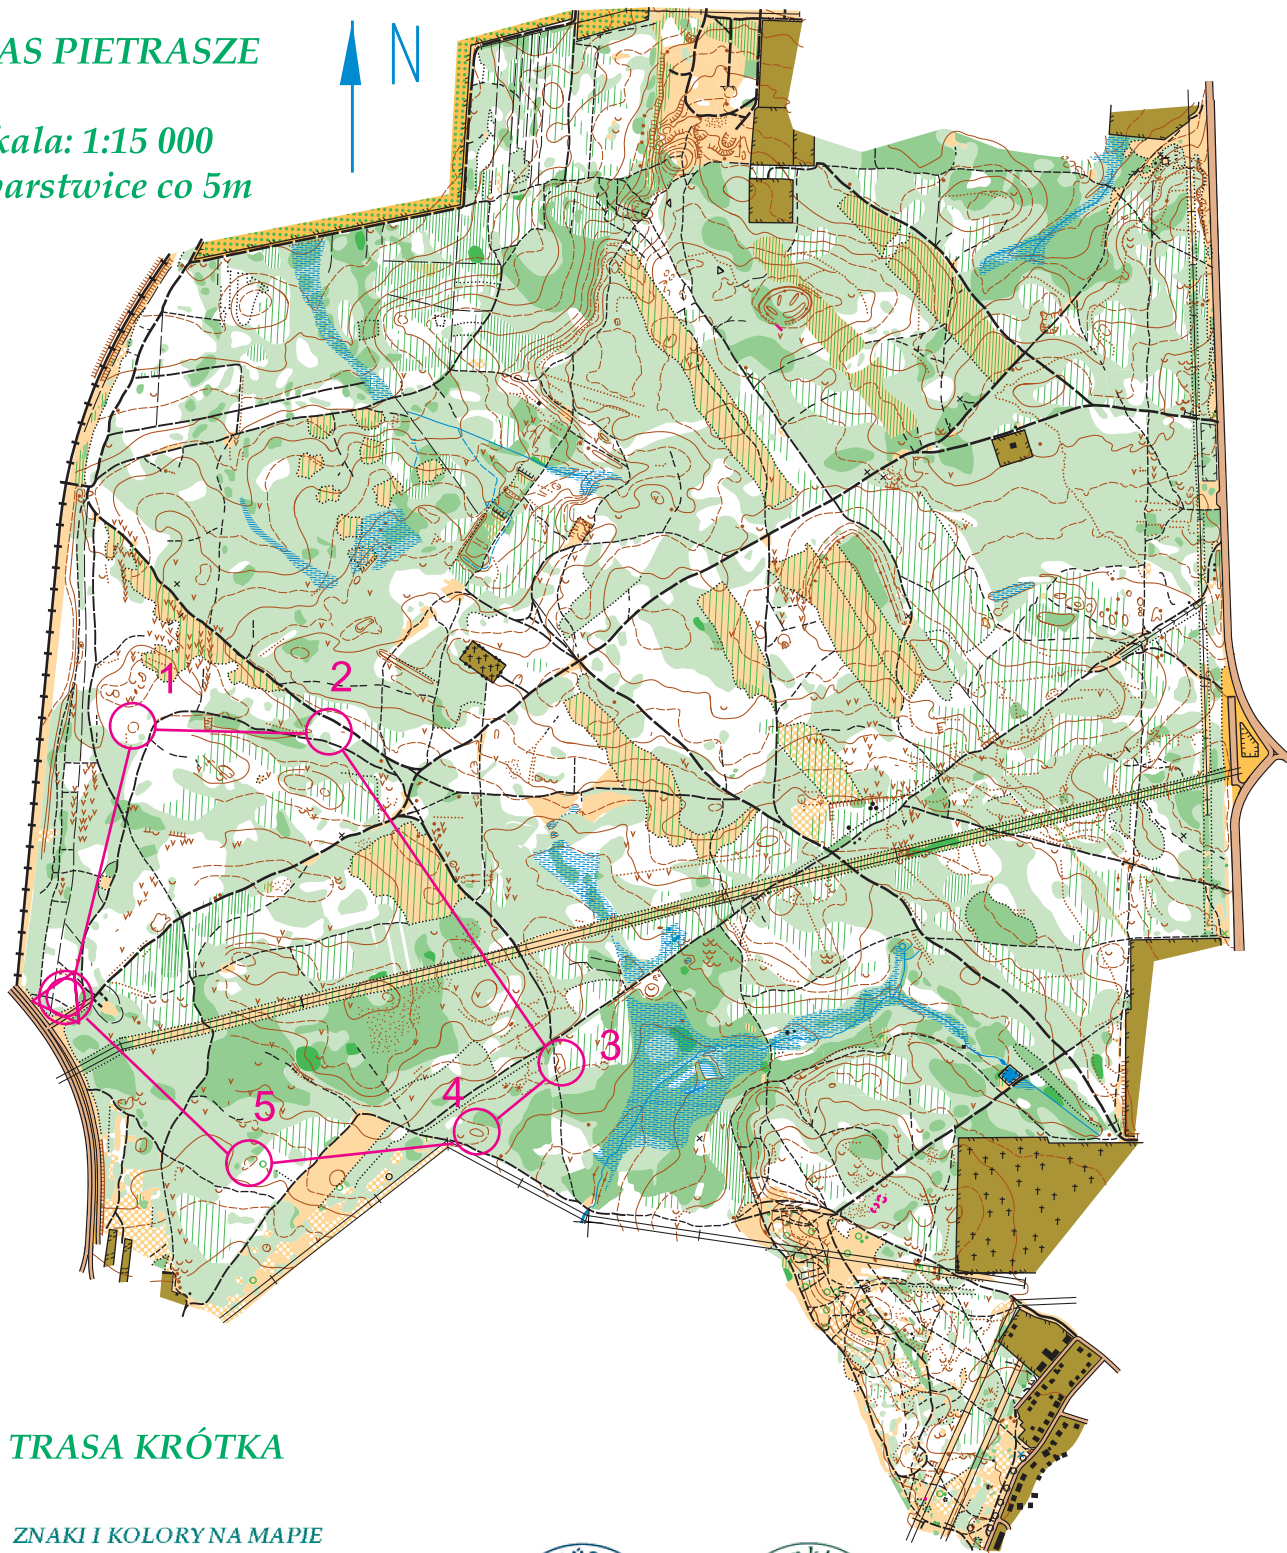 AS PIETRASZE
N
kala: 1:15 000
warstwice co 5m
1
2
3
4
5
TRASA KRÓTKA
ZNAKI I KOLORY NA MAPIE